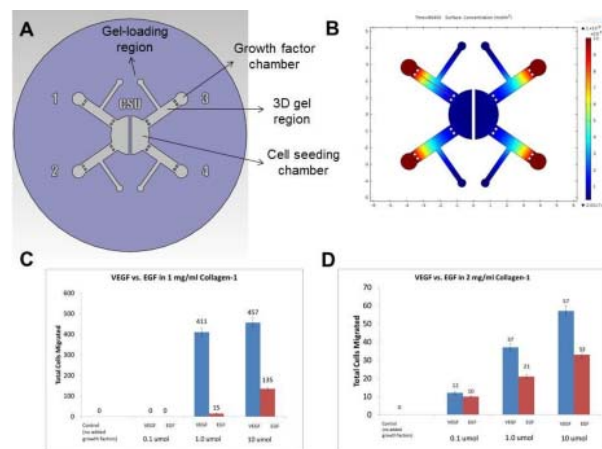 A
Gel-loading
region
Growth factor
chamber
1
3
CSU
3D gel
region
2
4
Cell seeding
chamber
B
C
VEGF vs. EGF in 1 mg/ml Collagen-1
Total Cells Migrated
600
500
400
300
200
100
0
0
0
0
411
15
457
135
Control
(no added
growth factors)
VEGF
EGF
VEGF
EGF
VEGF
EGF
0.1 umol
1.0 umol
10 umol
D
VEGF vs. EGF in 2 mg/ml Collagen-1
Total Cells Migrated
70
60
50
40
30
20
10
0
0
12
10
37
21
57
33
Control
(no added
growth factors)
VEGF
EGF
VEGF
EGF
VEGF
EGF
0.1 umol
1.0 umol
10 umol